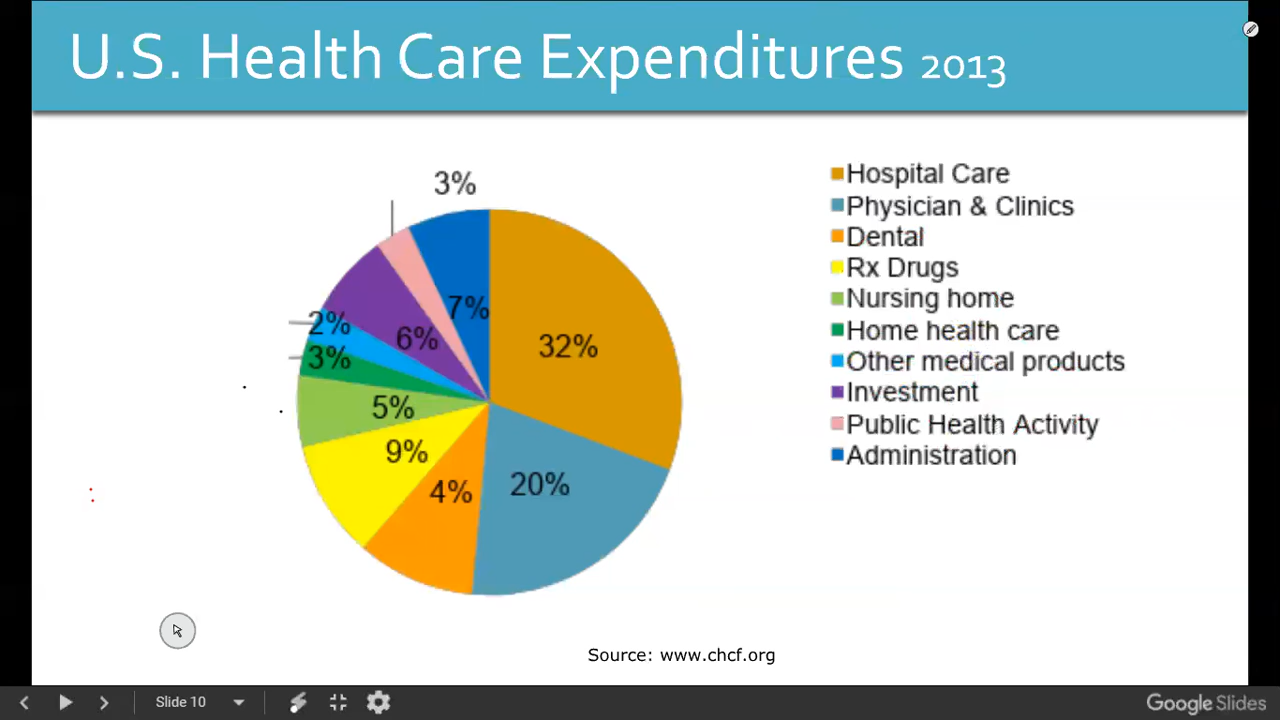 U.S. Health Care Expenditures 2013
3%
7%
32%
2%
6%
3%
5%
9%
4%
20%
Hospital Care
Physician & Clinics
Dental
Rx Drugs
Nursing home
Home health care
Other medical products
Investment
Public Health Activity
Administration
Source: www.chcf.org
Slide 10
Google Slides